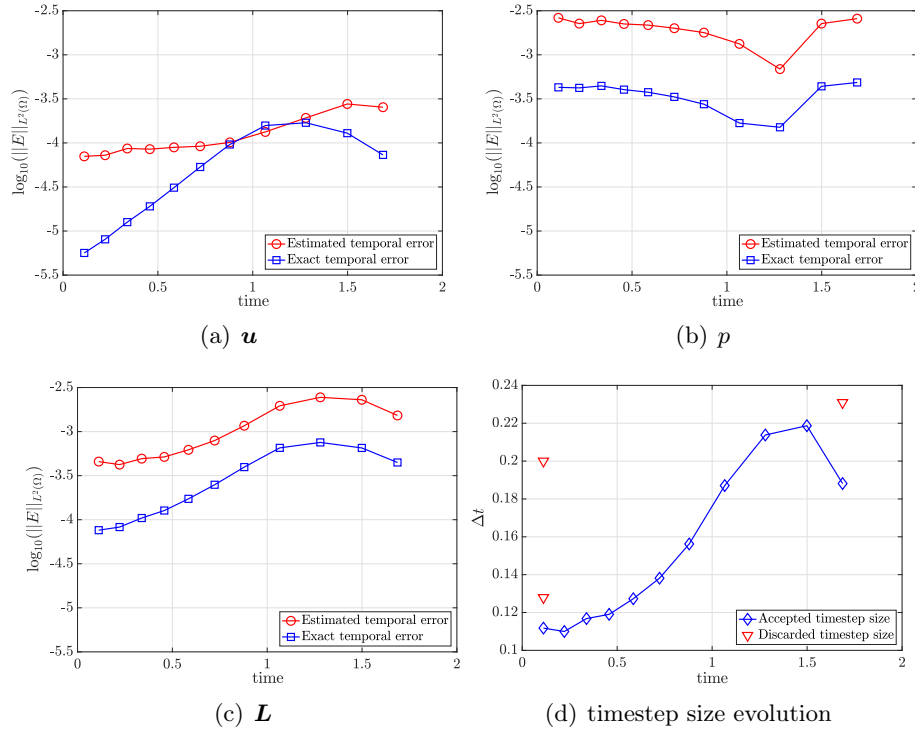 -2.5
-3
-3.5
-4
-4.5
-5
-5.5
log₁₀(||E||_{L²(Ω)})
0
0.5
1
1.5
2
time
Estimated temporal error
Exact temporal error
(a) u
-2.5
-3
-3.5
-4
-4.5
-5
-5.5
log₁₀(||E||_{L²(Ω)})
0
0.5
1
1.5
2
time
Estimated temporal error
Exact temporal error
(b) p
-2.5
-3
-3.5
-4
-4.5
-5
-5.5
log₁₀(||E||_{L²(Ω)})
0
0.5
1
1.5
2
time
Estimated temporal error
Exact temporal error
(c) L
0.24
0.22
0.2
0.18
0.16
0.14
0.12
0.1
Δt
0
0.5
1
1.5
2
time
Accepted timestep size
Discarded timestep size
(d) timestep size evolution